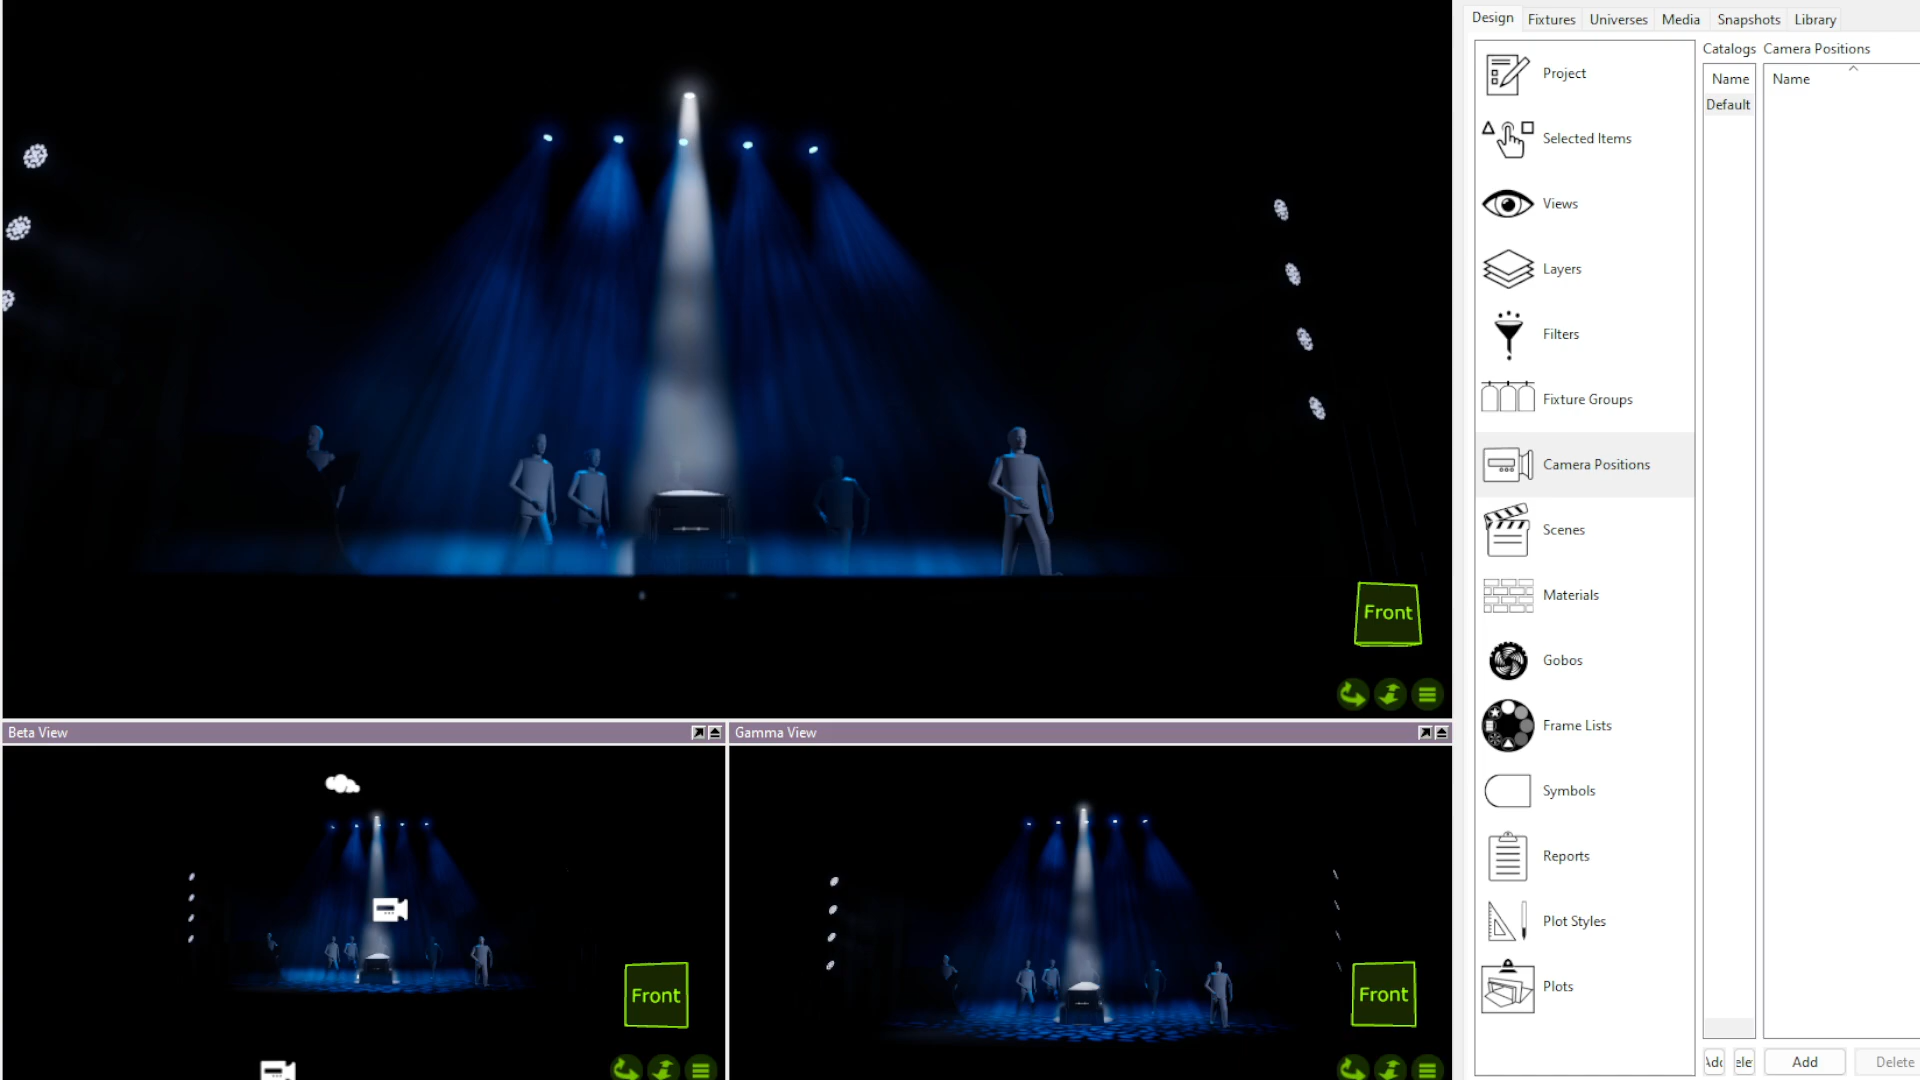 Design Fixtures Universes Media Snapshots Library
Catalogs Camera Positions
Name Name
Default
Project
Selected Items
Views
Layers
Filters
Fixture Groups
Camera Positions
Scenes
Materials
Gobos
Frame Lists
Symbols
Reports
Plot Styles
Plots
Add Delete
Front
Beta View
Front
Gamma View
Front